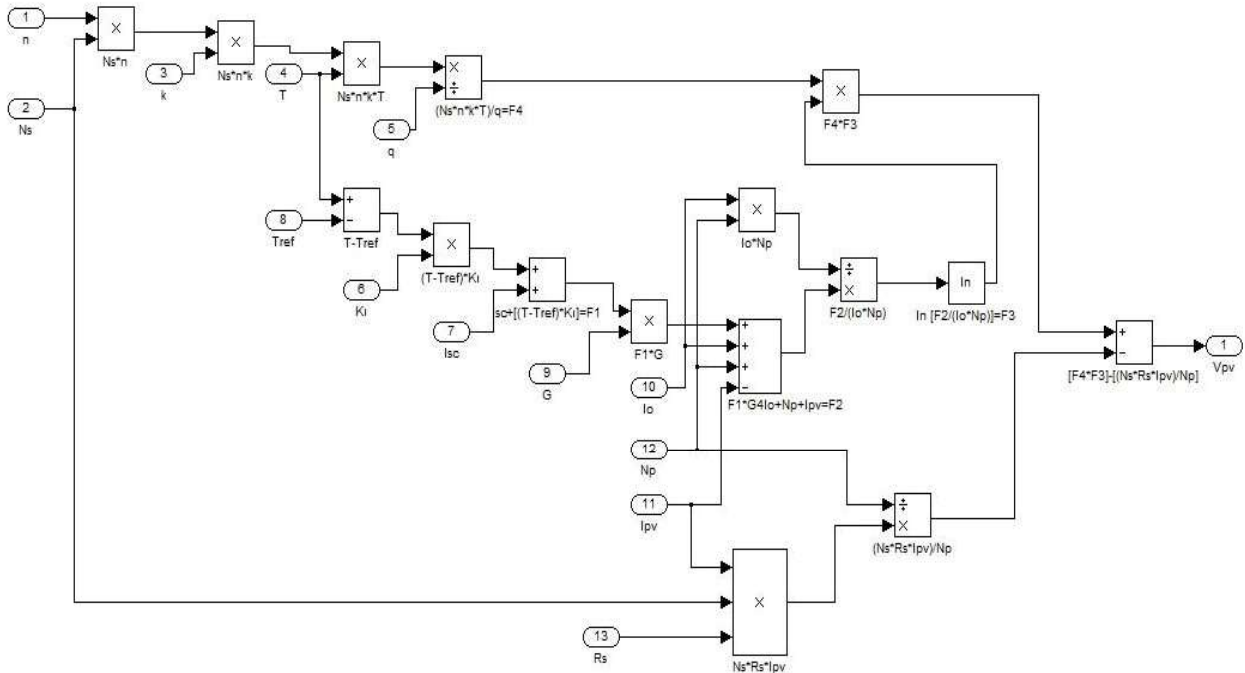 1
n
×
Ns*n
3
k
×
Ns*n*k
4
T
×
Ns*n*k*T
×
÷
(Ns*n*k*T)/q=F4
5
q
2
Ns
×
F4*F3
+
−
T-Tref
8
Tref
×
(T-Tref)*Kı
6
Kı
+
+
sc+[(T-Tref)*Kı]=F1
7
Isc
×
F1*G
9
G
×
Io*Np
÷
×
F2/(Io*Np)
ln
ln [F2/(Io*Np)]=F3
+
+
+
−
F1*G4Io+Np+Ipv=F2
10
Io
12
Np
11
Ipv
÷
×
(Ns*Rs*Ipv)/Np
×
Ns*Rs*Ipv
13
Rs
+
−
[F4*F3]-[(Ns*Rs*Ipv)/Np]
1
Vpv